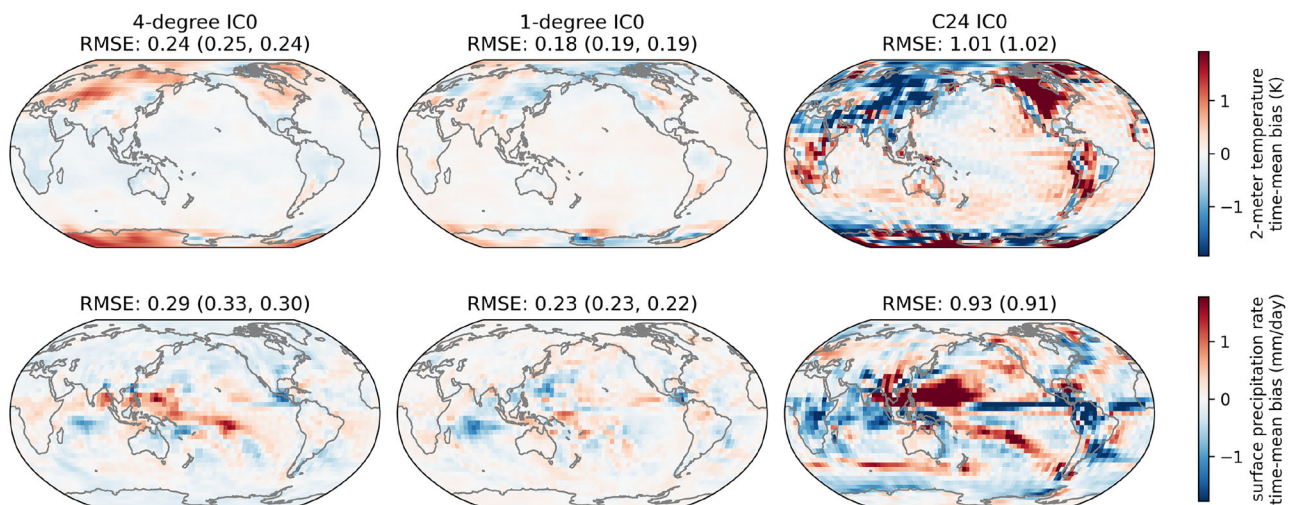 4-degree IC0
RMSE: 0.24 (0.25, 0.24)
1-degree IC0
RMSE: 0.18 (0.19, 0.19)
C24 IC0
RMSE: 1.01 (1.02)
1
0
−1
2-meter temperature
time-mean bias (K)
RMSE: 0.29 (0.33, 0.30)
RMSE: 0.23 (0.23, 0.22)
RMSE: 0.93 (0.91)
1
0
−1
surface precipitation rate
time-mean bias (mm/day)